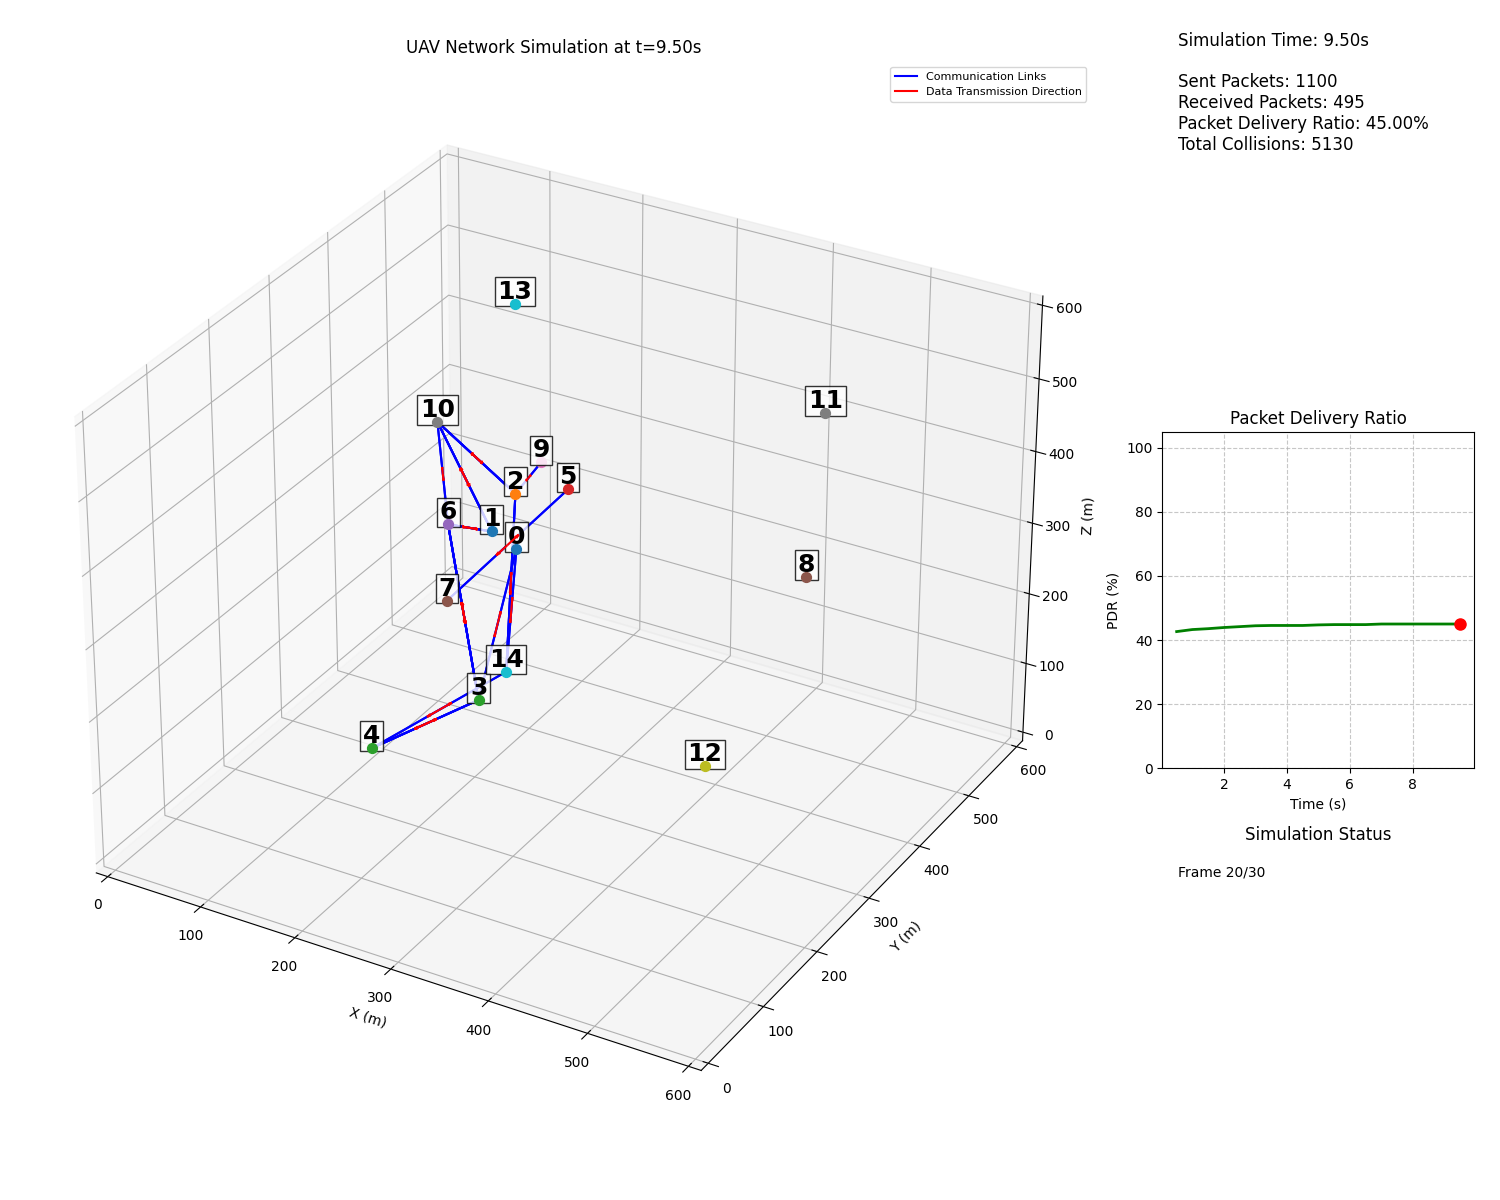 UAV Network Simulation at t=9.50s
Communication Links
Data Transmission Direction
Simulation Time: 9.50s
Sent Packets: 1100
Received Packets: 495
Packet Delivery Ratio: 45.00%
Total Collisions: 5130
13
10
11
9
5
2
6
1
0
8
7
14
3
4
12
600
500
400
300
200
100
0
Z (m)
600
500
400
300
200
100
0
Y (m)
0
100
200
300
400
500
600
X (m)
Packet Delivery Ratio
100
80
60
40
20
0
PDR (%)
2
4
6
8
Time (s)
Simulation Status
Frame 20/30